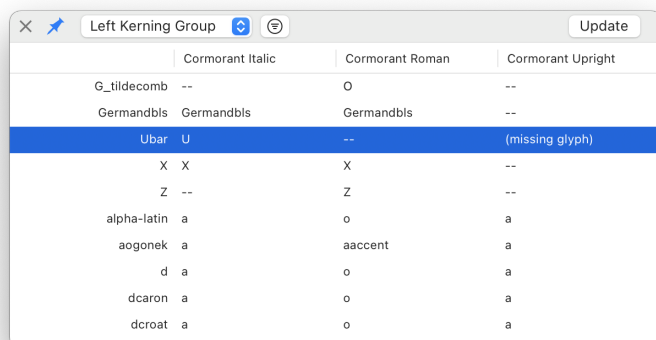 Left Kerning Group Update
Cormorant Italic Cormorant Roman Cormorant Upright
G_tildecomb -- O --
Germandbls Germandbls Germandbls --
Ubar U -- (missing glyph)
X X X --
Z -- Z --
alpha-latin a o a
aogonek a aaccent a
d a o a
dcaron a o a
dcroat a o a